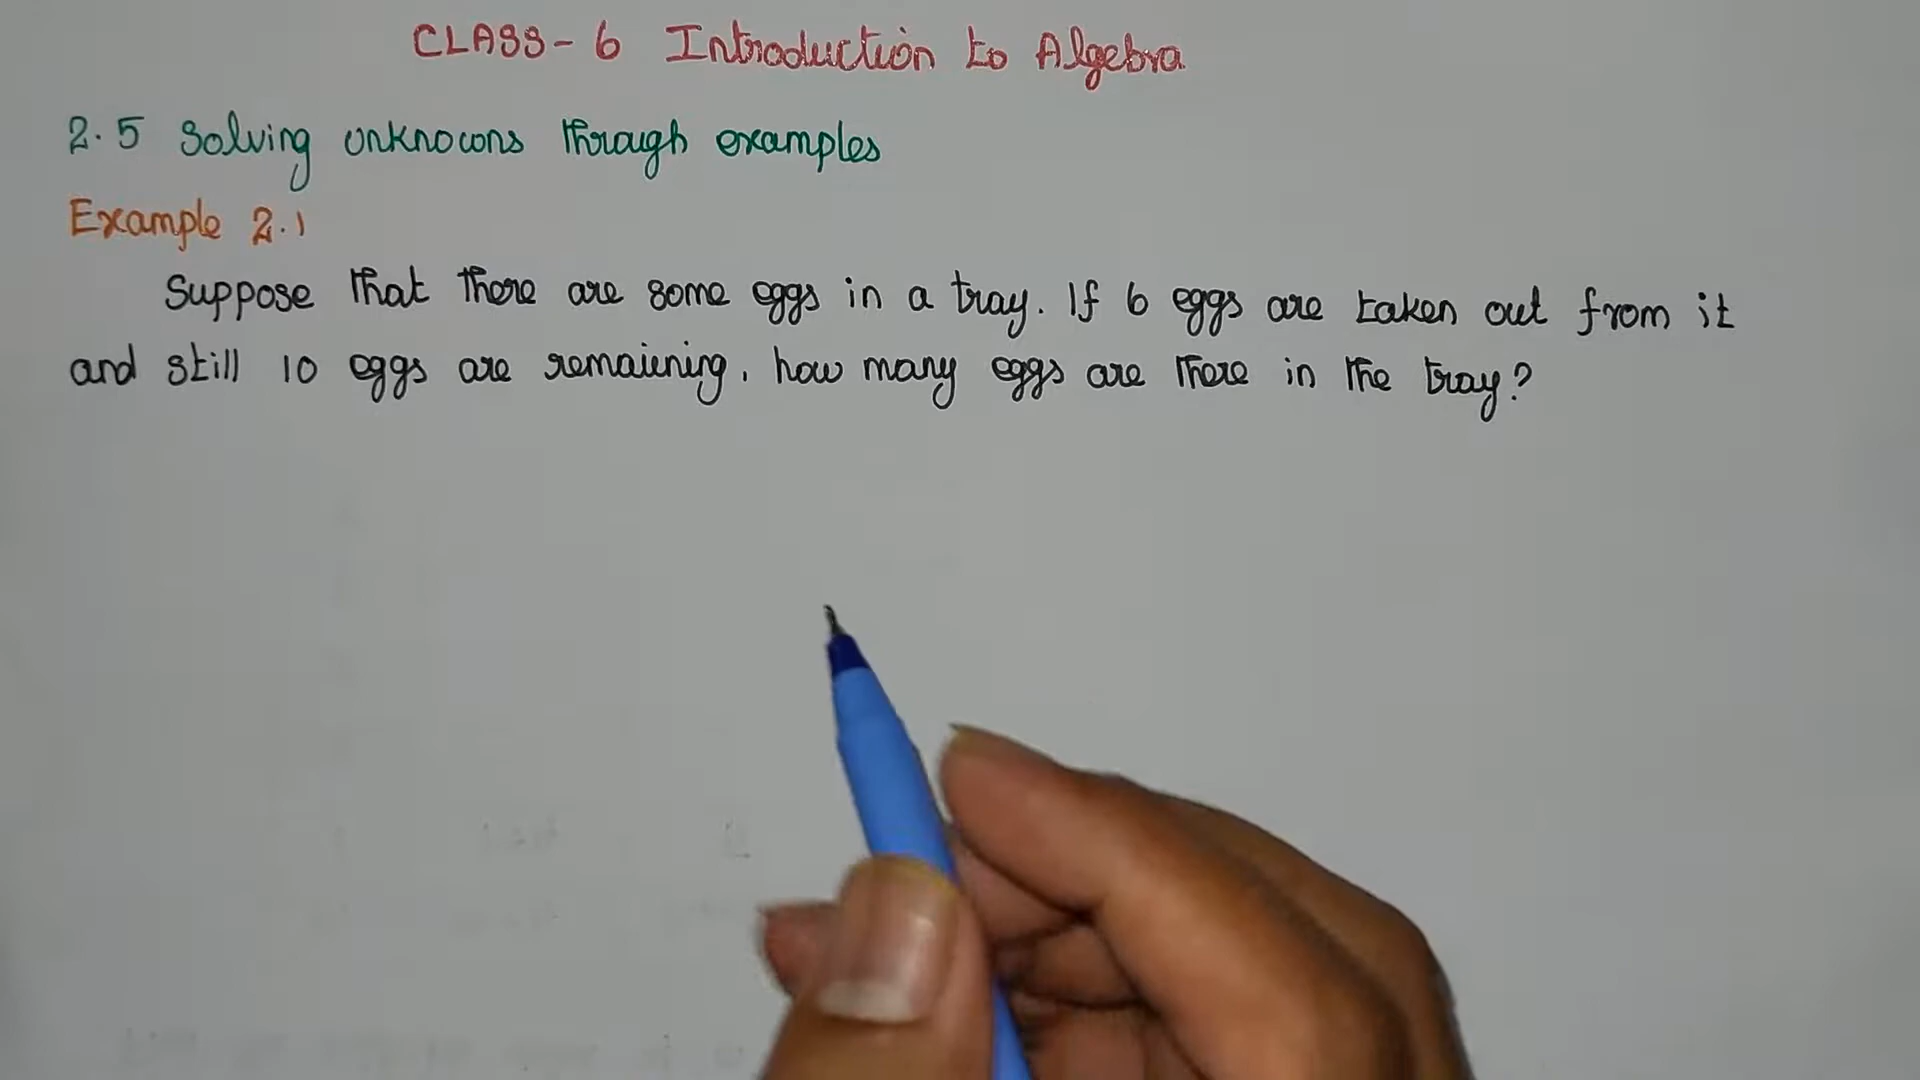 CLASS-6 Introduction to Algebra
2.5 Solving unknowns through examples
Example 2.1
Suppose that there are some eggs in a tray. If 6 eggs are taken out from it
and still 10 eggs are remaining, how many eggs are there in the tray?